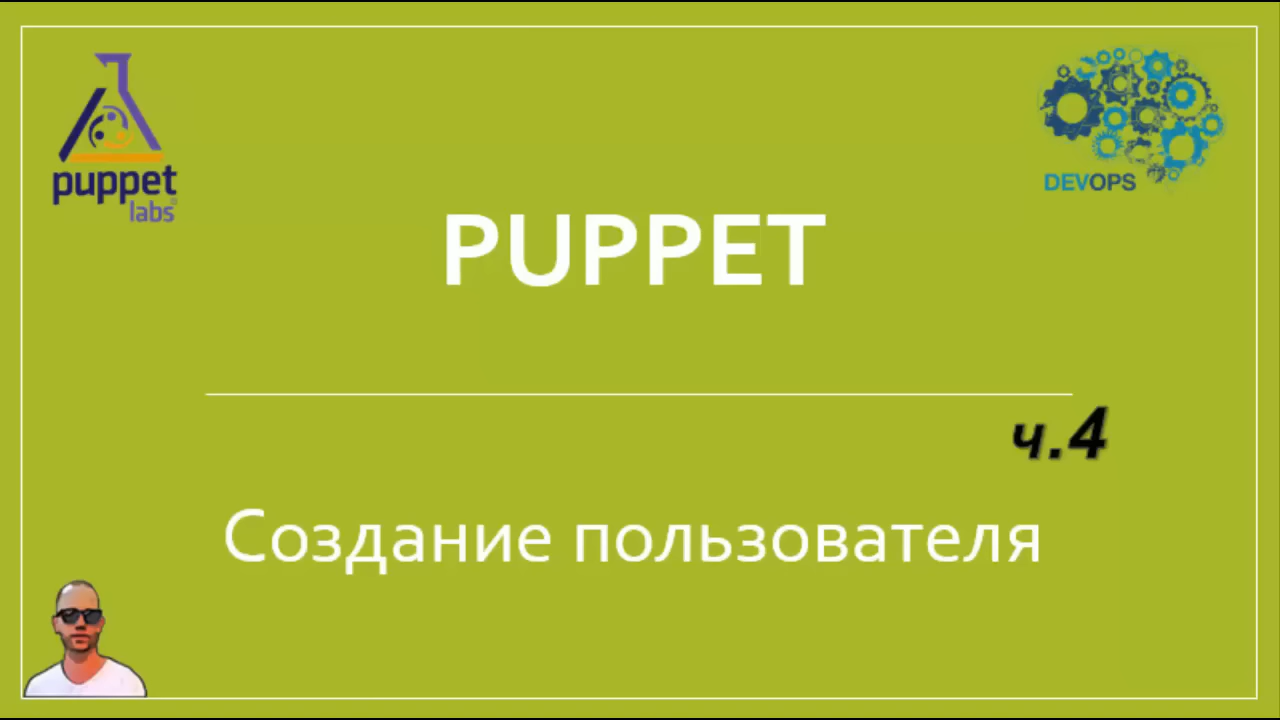 puppet
labs
DEVOPS
PUPPET
ч.4
Создание пользователя